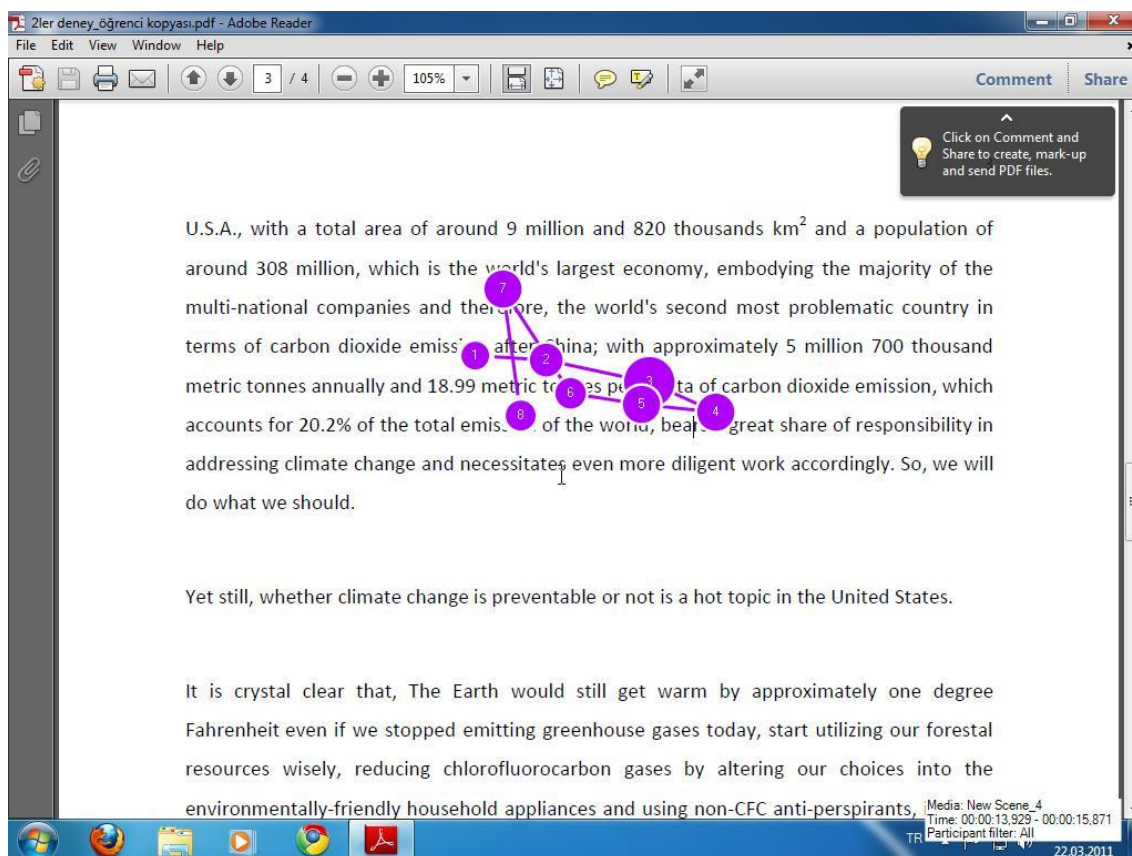 2ler deney_öğrenci kopyası.pdf - Adobe Reader
File Edit View Window Help
3 / 4 105% Comment Share
Click on Comment and
Share to create, mark-up
and send PDF files.
U.S.A., with a total area of around 9 million and 820 thousands km² and a population of
around 308 million, which is the world's largest economy, embodying the majority of the
7
multi-national companies and therefore, the world's second most problematic country in
terms of carbon dioxide after China; with approximately 5 million 700 thousand
1 2
metric tonnes annually and 18.99 metric of carbon dioxide emission, which
3 6 5 4
accounts for 20.2% of the total of the world, great share of responsibility in
8
addressing climate change and necessitates even more diligent work accordingly. So, we will
do what we should.
Yet still, whether climate change is preventable or not is a hot topic in the United States.
It is crystal clear that, The Earth would still get warm by approximately one degree
Fahrenheit even if we stopped emitting greenhouse gases today, start utilizing our forestal
resources wisely, reducing chlorofluorocarbon gases by altering our choices into the
environmentally-friendly household appliances and using non-CFC anti-perspirants,
Media: New Scene_4
Time: 00:00:13,929 - 00:00:15,871
Participant filter: All
TR
22.03.2011